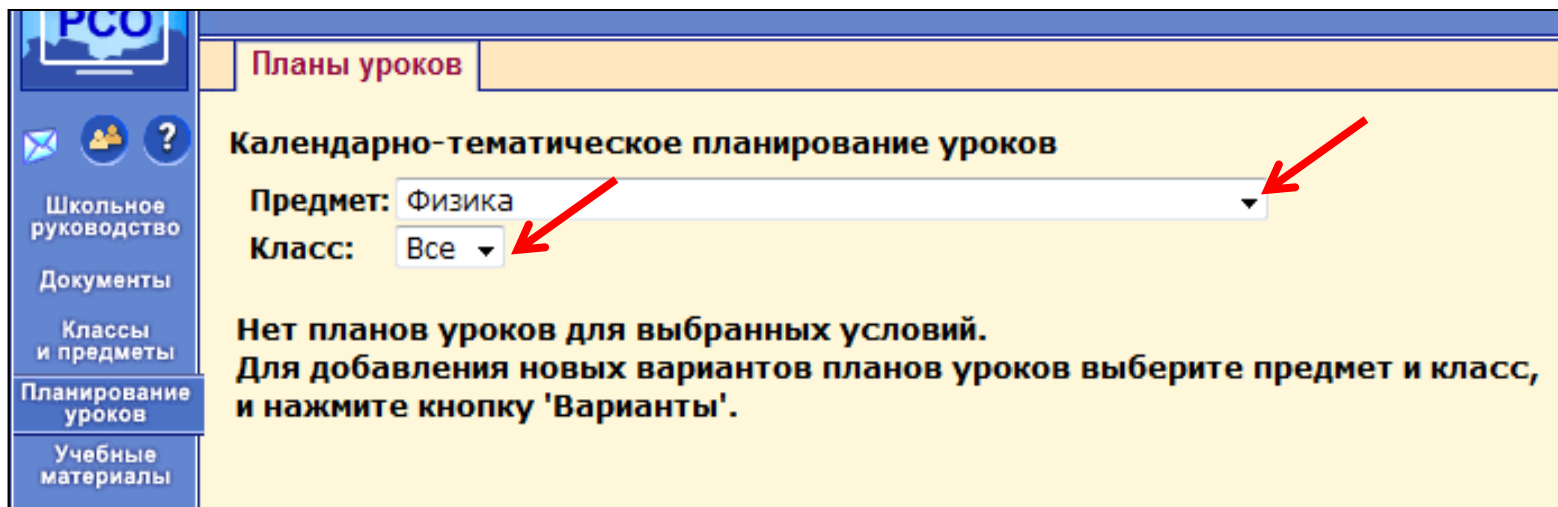 РСО
Планы уроков
Календарно-тематическое планирование уроков
Предмет: Физика
Класс: Все
Школьное
руководство
Документы
Классы
и предметы
Планирование
уроков
Учебные
материалы
Нет планов уроков для выбранных условий.
Для добавления новых вариантов планов уроков выберите предмет и класс,
и нажмите кнопку 'Варианты'.